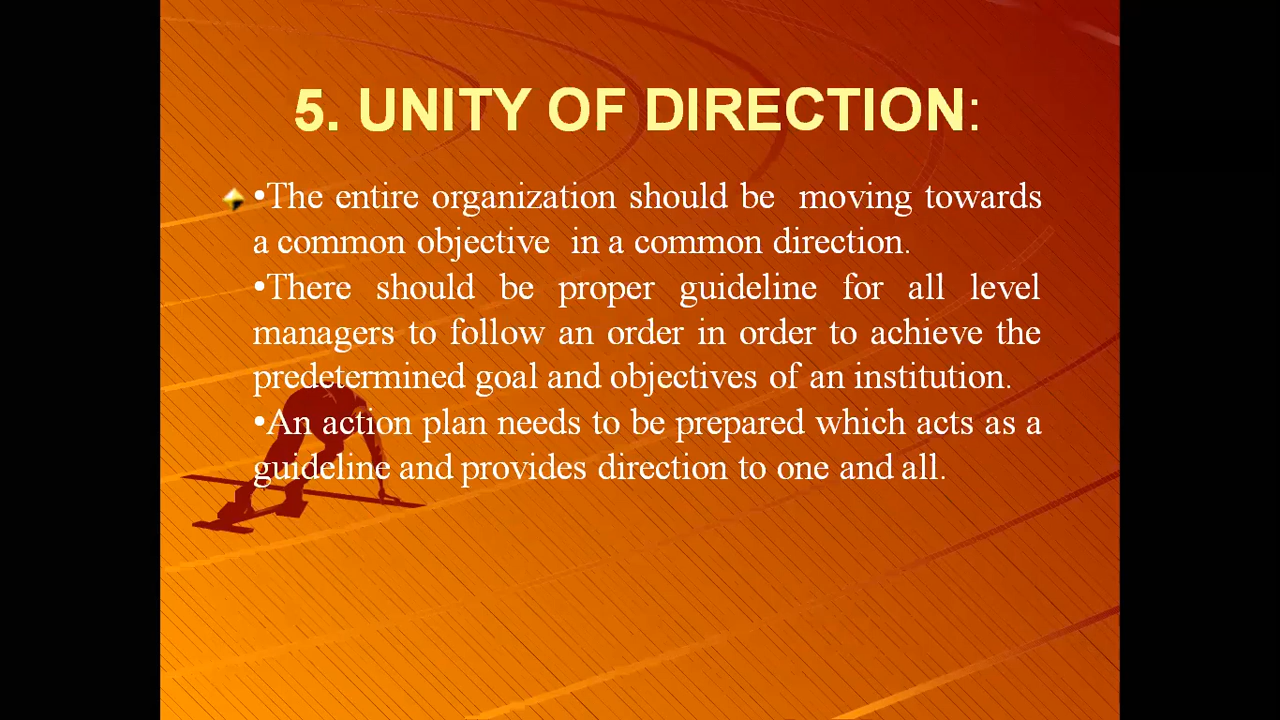 5. UNITY OF DIRECTION:
•The entire organization should be moving towards
a common objective in a common direction.
•There should be proper guideline for all level
managers to follow an order in order to achieve the
predetermined goal and objectives of an institution.
•An action plan needs to be prepared which acts as a
guideline and provides direction to one and all.